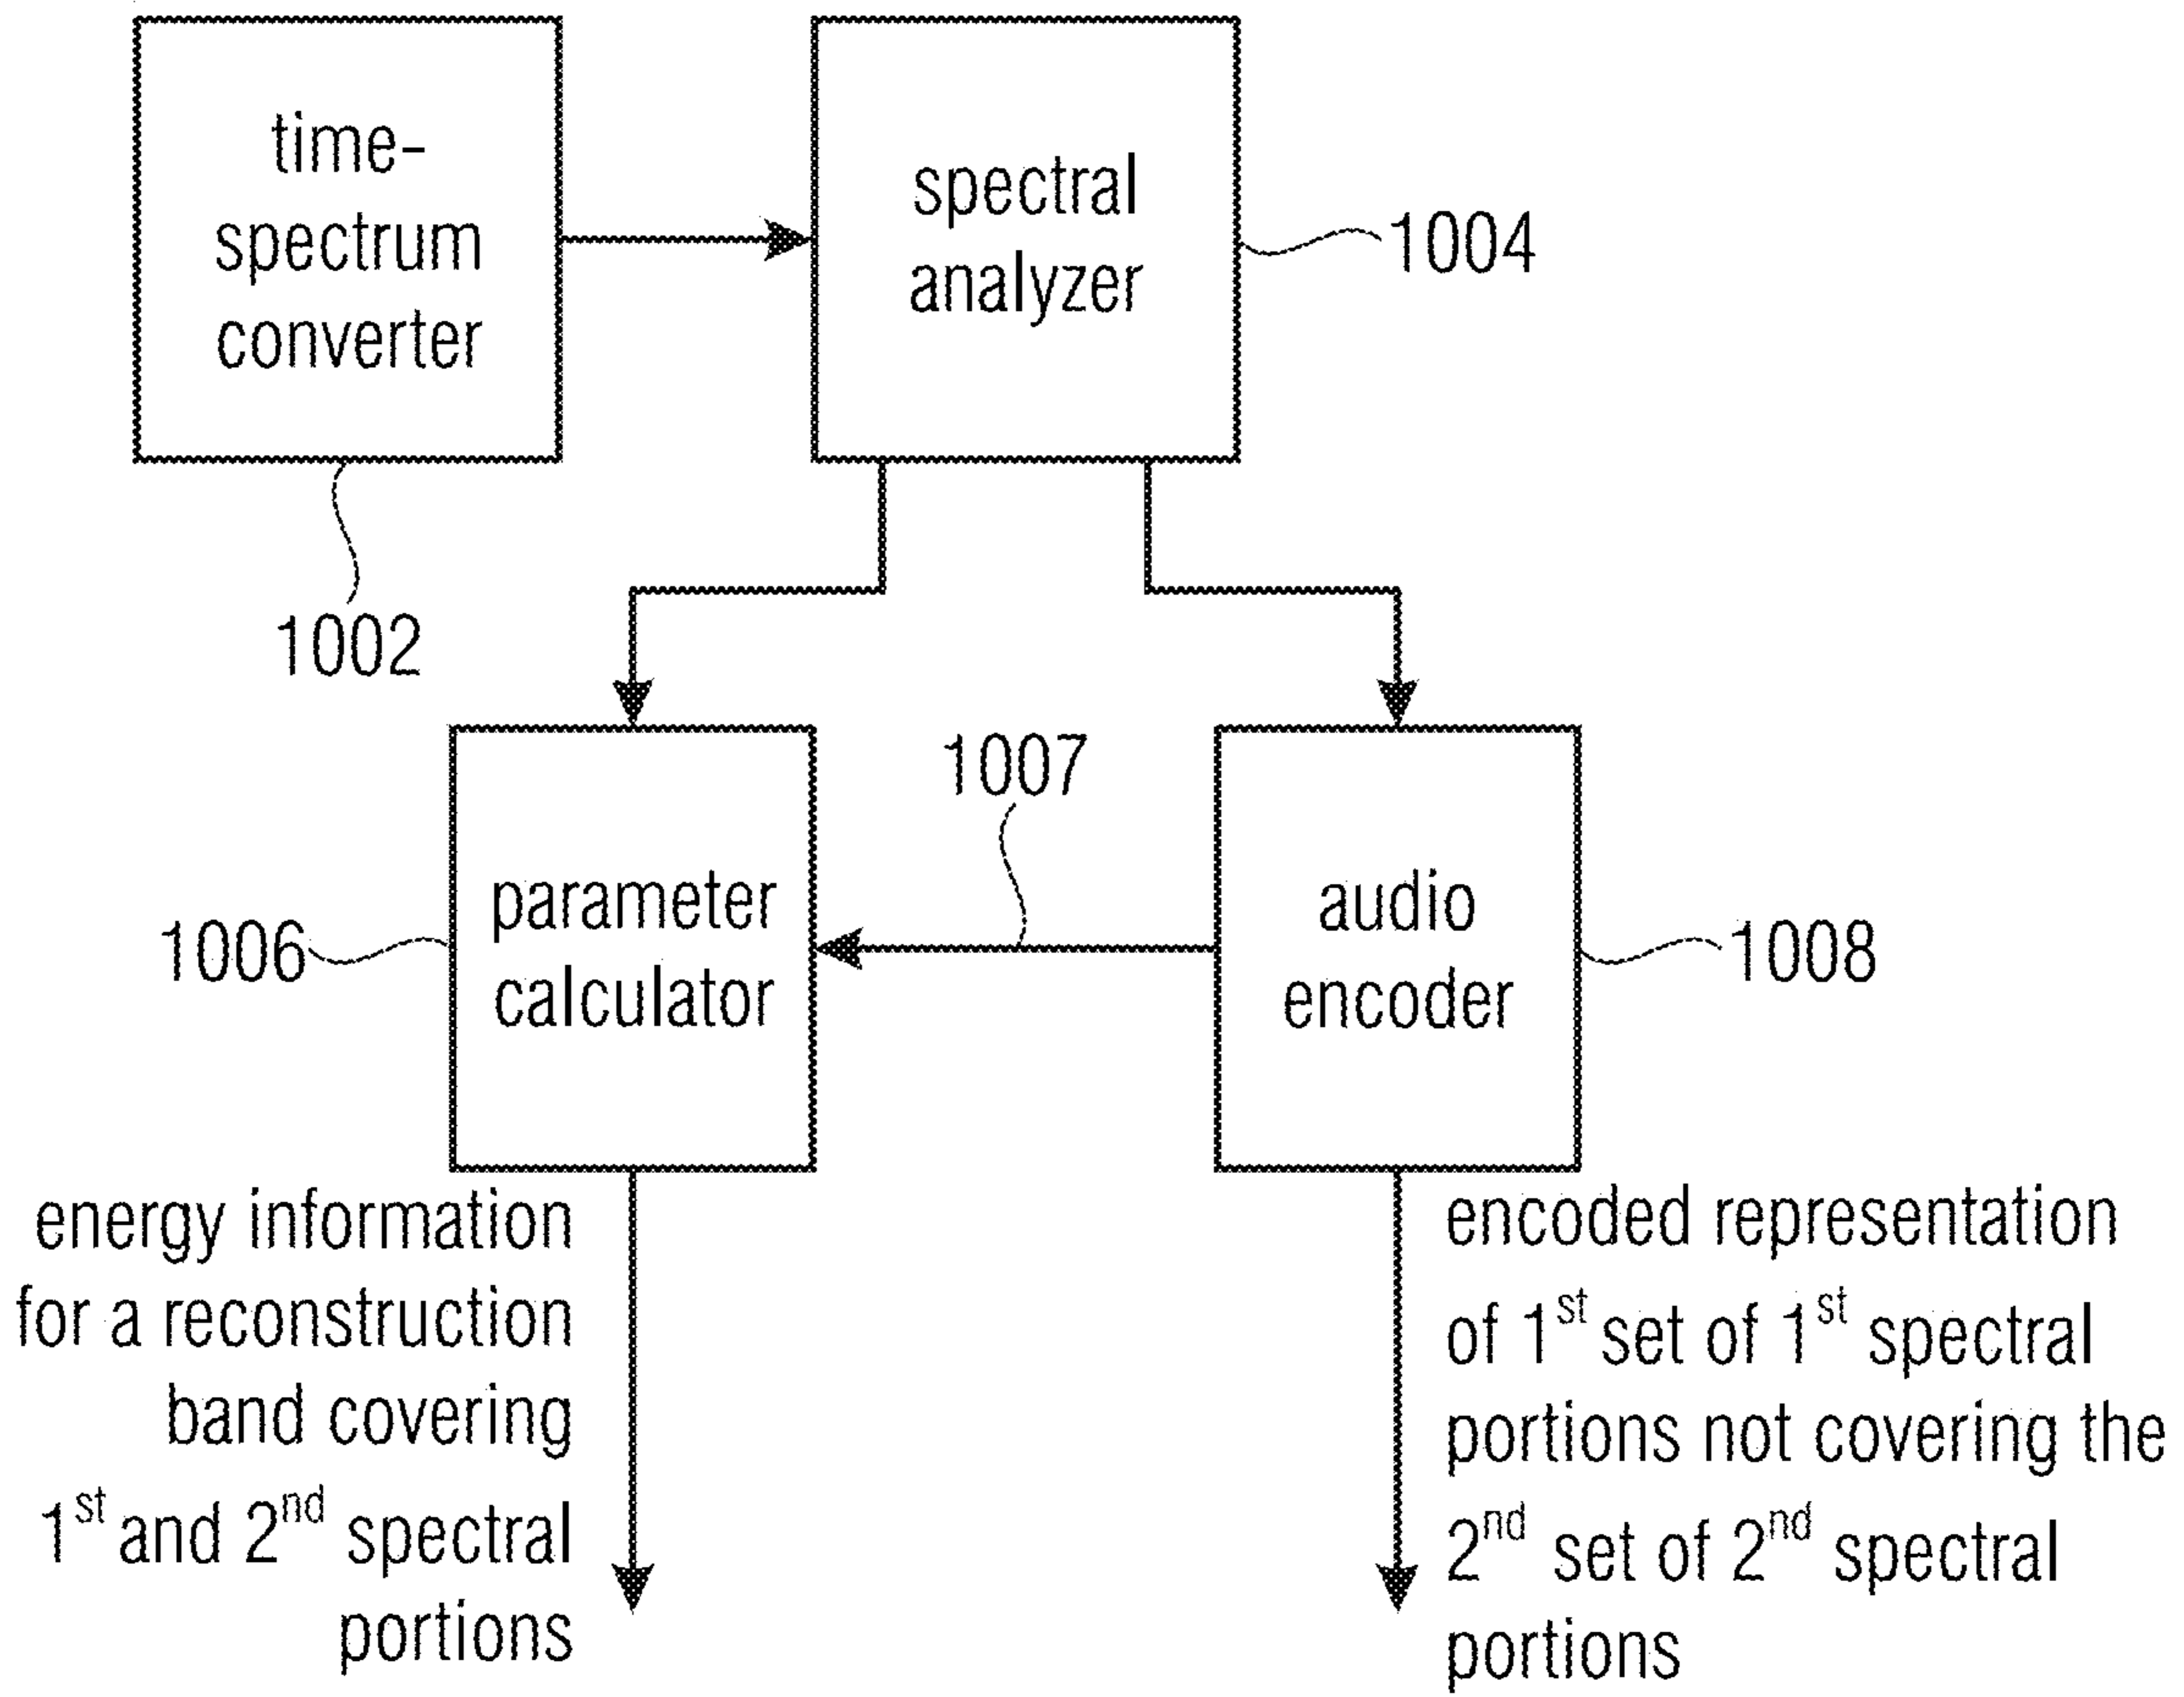 time-
spectrum
converter
spectral
analyzer
1004
1002
1007
parameter
calculator
audio
encoder
1006
1008
energy information
for a reconstruction
band covering
1st and 2nd spectral
portions
encoded representation
of 1st set of 1st spectral
portions not covering the
2nd set of 2nd spectral
portions